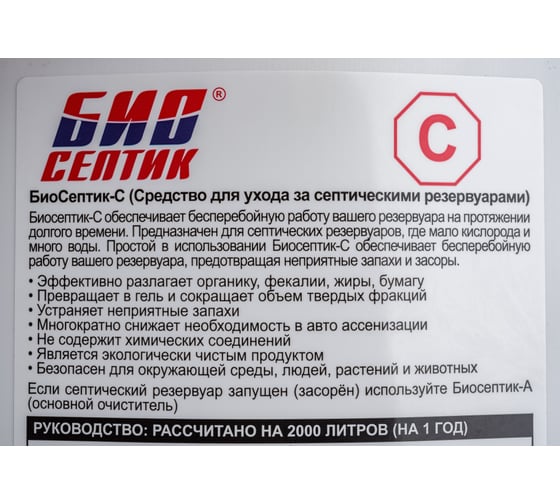 БИО®
СЕПТИК
С
БиоСептик-С (Средство для ухода за септическими резервуарами)
Биосептик-С обеспечивает бесперебойную работу вашего резервуара на протяжении
долгого времени. Предназначен для септических резервуаров, где мало кислорода и
много воды. Простой в использовании Биосептик-С обеспечивает бесперебойную
работу вашего резервуара, предотвращая неприятные запахи и засоры.
· Эффективно разлагает органику, фекалии, жиры, бумагу
· Превращает в гель и сокращает объем твердых фракций
· Устраняет неприятные запахи
· Многократно снижает необходимость в авто ассенизации
· Не содержит химических соединений
· Является экологически чистым продуктом
· Безопасен для окружающей среды, людей, растений и животных
Если септический резервуар запущен (засорён) используйте Биосептик-А
(основной очиститель)
РУКОВОДСТВО: РАССЧИТАНО НА 2000 ЛИТРОВ (НА 1 ГОД)